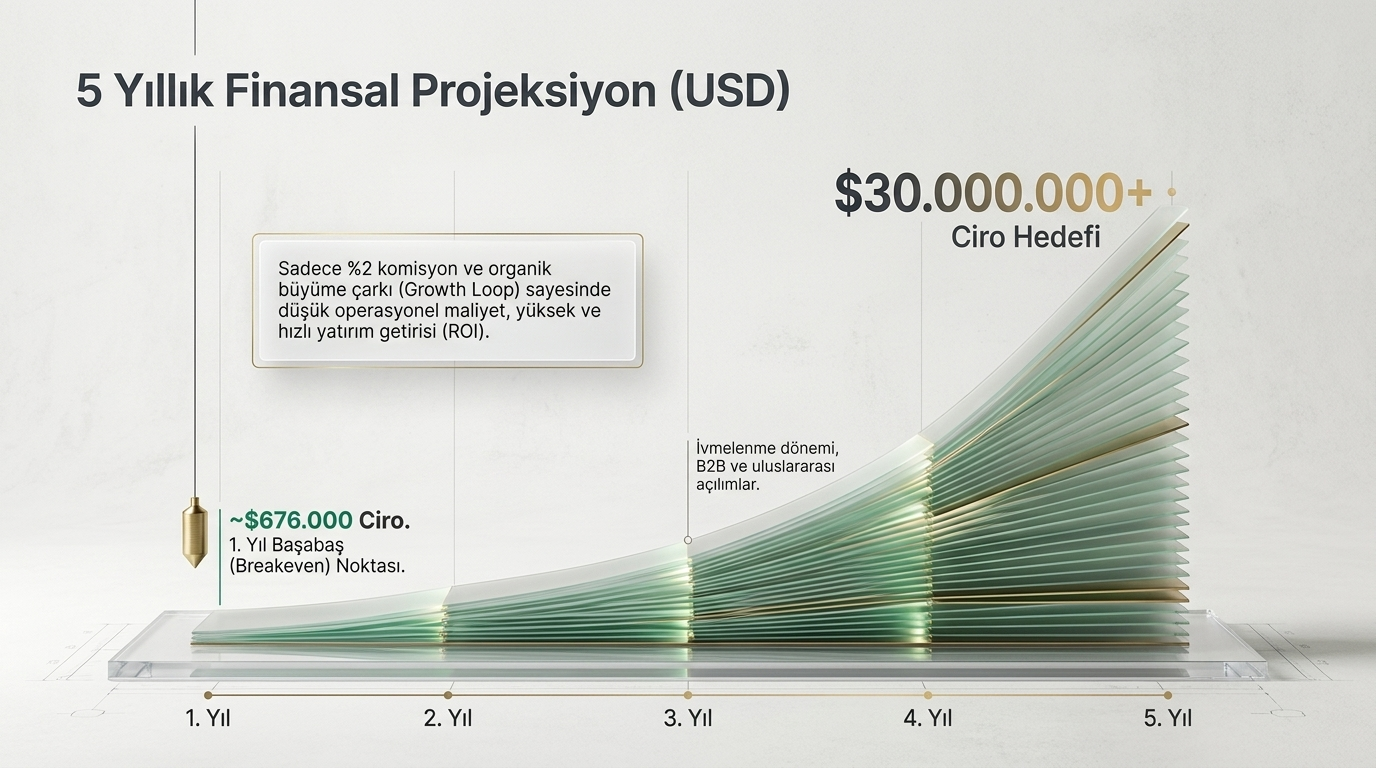 5 Yıllık Finansal Projeksiyon (USD)
$30.000.000+
Ciro Hedefi
Sadece %2 komisyon ve organik
büyüme çarkı (Growth Loop) sayesinde
düşük operasyonel maliyet, yüksek ve
hızlı yatırım getirisi (ROI).
İvmelenme dönemi,
B2B ve uluslararası
açılımlar.
~$676.000 Ciro.
1. Yıl Başabaş
(Breakeven) Noktası.
1. Yıl
2. Yıl
3. Yıl
4. Yıl
5. Yıl